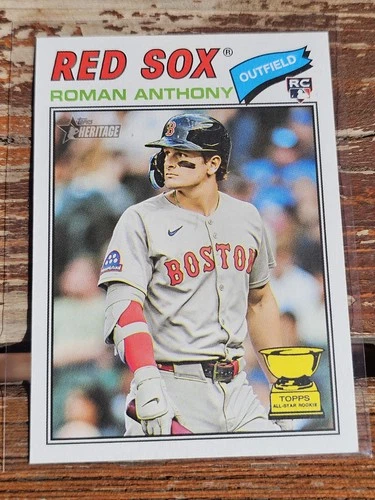 RED SOX®
OUTFIELD
ROMAN ANTHONY
RC
Topps
HERITAGE
B
BOSTON
TOPPS
ALL-STAR ROOKIE